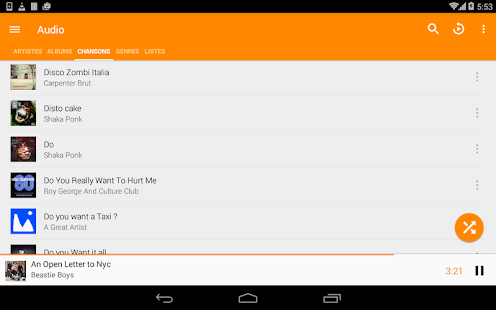 5:53
Audio
ARTISTES ALBUMS CHANSONS GENRES LISTES
Disco Zombi Italia
Carpenter Brut
Disto cake
Shaka Ponk
Do
Shaka Ponk
Do You Really Want To Hurt Me
Boy George And Culture Club
Do you want a Taxi ?
A Great Artist
Do you Want it all
An Open Letter to Nyc
Beastie Boys
3:21